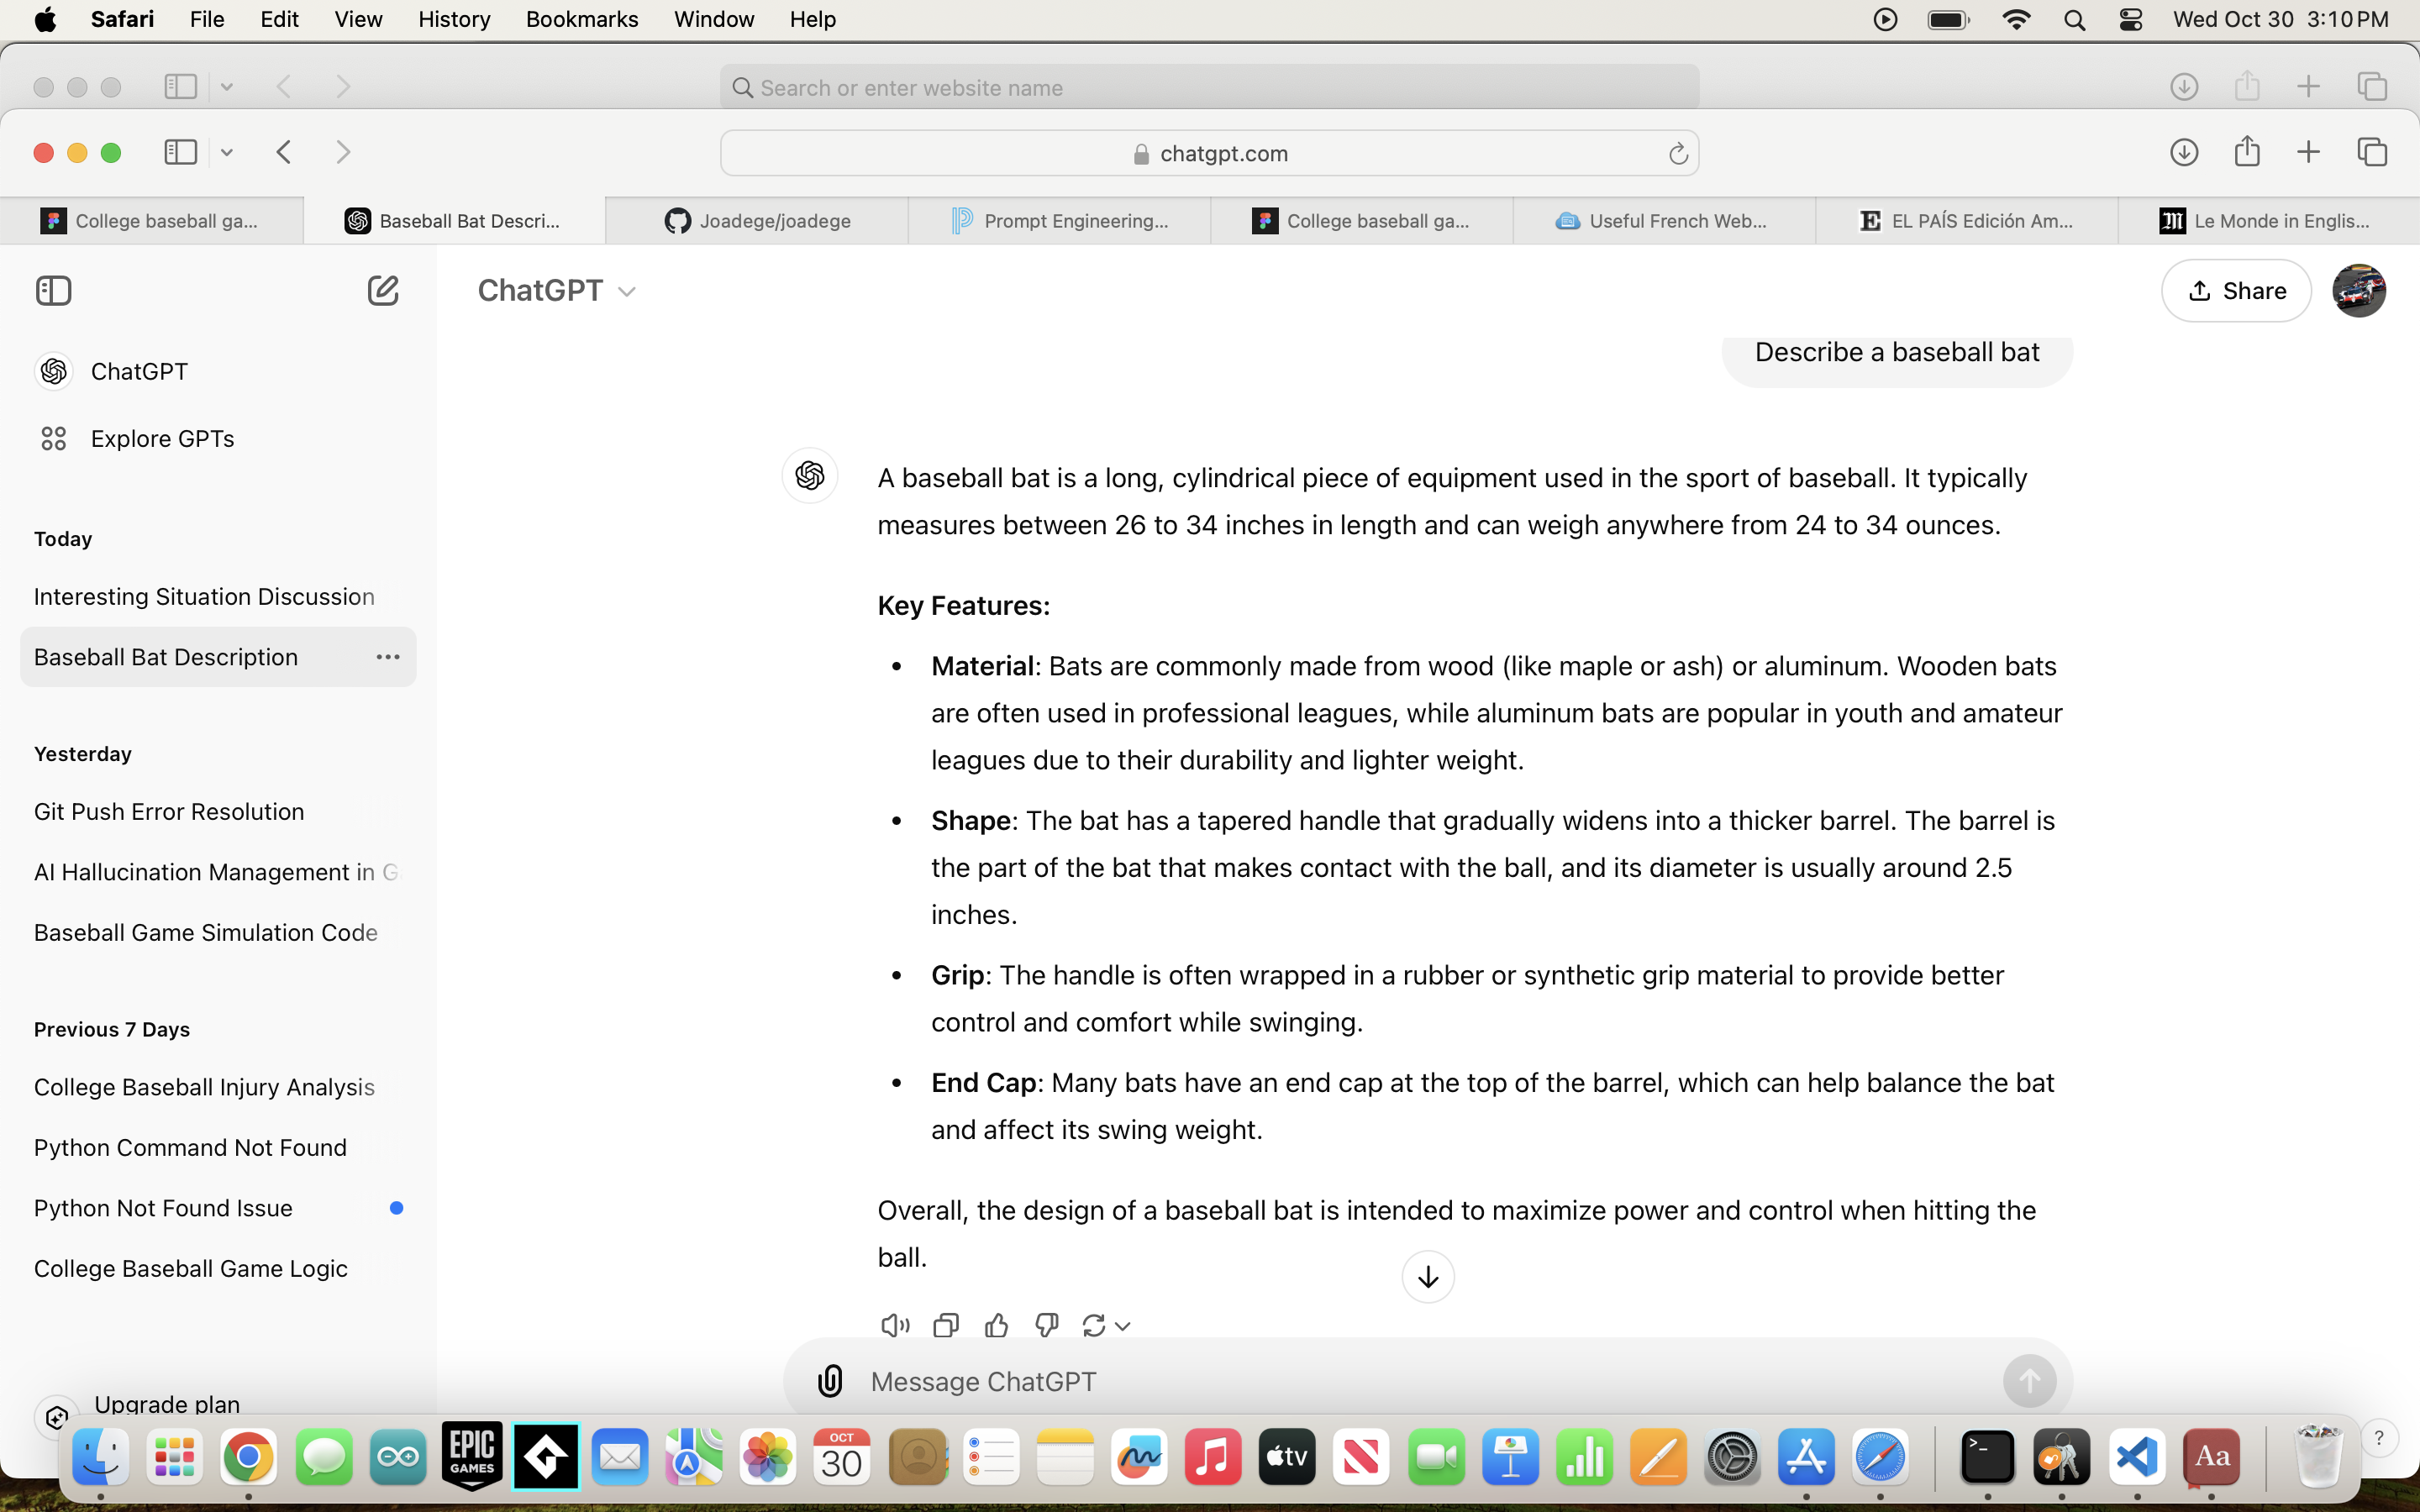 Safari File Edit View History Bookmarks Window Help Wed Oct 30 3:10 PM
Search or enter website name
chatgpt.com
College baseball ga... Baseball Bat Descri... Joadege/joadege Prompt Engineering... College baseball ga... Useful French Web... EL PAÍS Edición Am... Le Monde in Englis...
ChatGPT
Share
ChatGPT
Explore GPTs
Today
Interesting Situation Discussion
Baseball Bat Description
Yesterday
Git Push Error Resolution
AI Hallucination Management in G
Baseball Game Simulation Code
Previous 7 Days
College Baseball Injury Analysis
Python Command Not Found
Python Not Found Issue
College Baseball Game Logic
Upgrade plan
Describe a baseball bat
A baseball bat is a long, cylindrical piece of equipment used in the sport of baseball. It typically
measures between 26 to 34 inches in length and can weigh anywhere from 24 to 34 ounces.
Key Features:
• Material: Bats are commonly made from wood (like maple or ash) or aluminum. Wooden bats
are often used in professional leagues, while aluminum bats are popular in youth and amateur
leagues due to their durability and lighter weight.
• Shape: The bat has a tapered handle that gradually widens into a thicker barrel. The barrel is
the part of the bat that makes contact with the ball, and its diameter is usually around 2.5
inches.
• Grip: The handle is often wrapped in a rubber or synthetic grip material to provide better
control and comfort while swinging.
• End Cap: Many bats have an end cap at the top of the barrel, which can help balance the bat
and affect its swing weight.
Overall, the design of a baseball bat is intended to maximize power and control when hitting the
ball.
Message ChatGPT
?
EPIC
GAMES
OCT
30
tv
>_
Aa